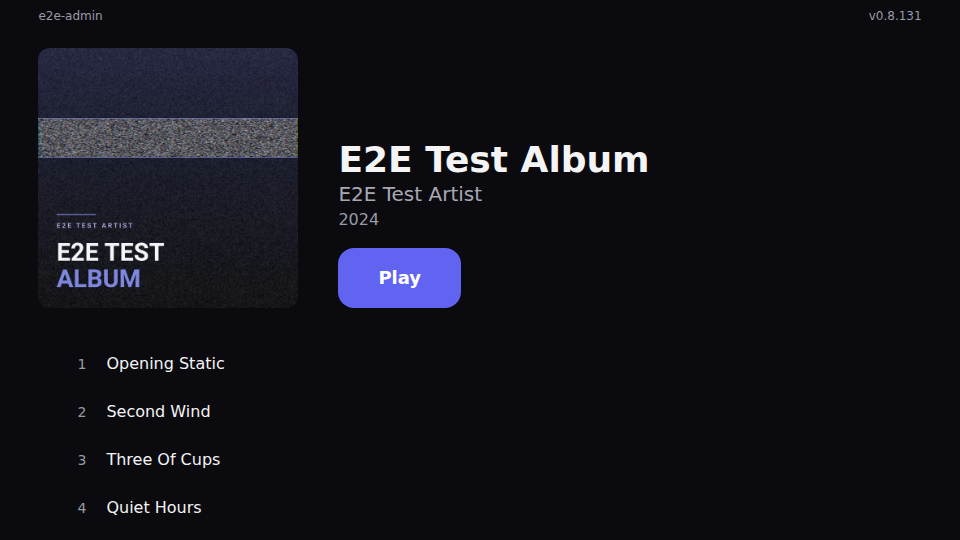 e2e-admin
v0.8.131
E2E TEST ARTIST
E2E TEST
ALBUM
E2E Test Album
E2E Test Artist
2024
Play
1 Opening Static
2 Second Wind
3 Three Of Cups
4 Quiet Hours